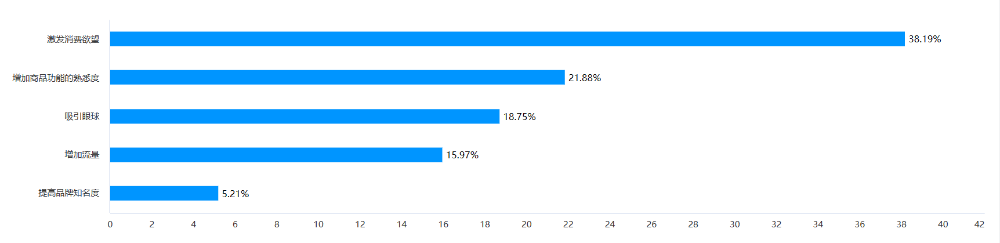 激发消费欲望
38.19%
增加商品功能的熟悉度
21.88%
吸引眼球
18.75%
增加流量
15.97%
提高品牌知名度
5.21%
0 2 4 6 8 10 12 14 16 18 20 22 24 26 28 30 32 34 36 38 40 42